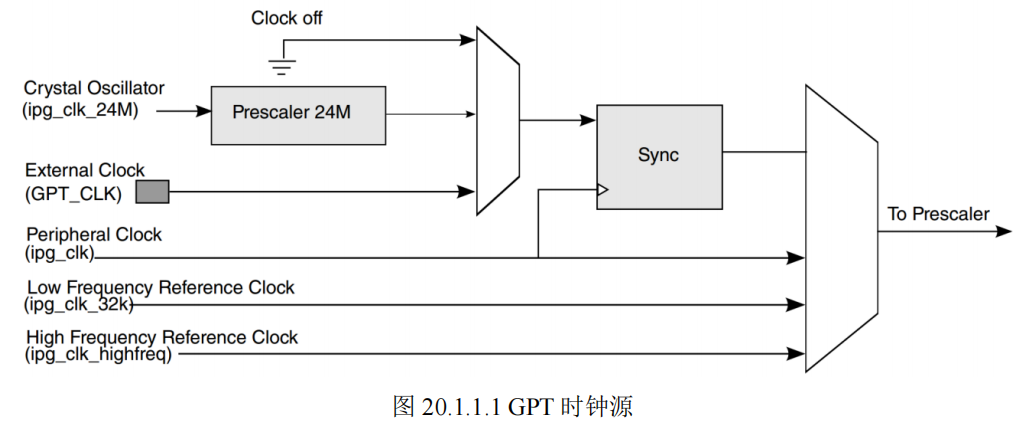 Clock off
Crystal Oscillator
(ipg_clk_24M)
Prescaler 24M
External Clock
(GPT_CLK)
Sync
Peripheral Clock
(ipg_clk)
To Prescaler
Low Frequency Reference Clock
(ipg_clk_32k)
High Frequency Reference Clock
(ipg_clk_highfreq)
图 20.1.1.1 GPT 时钟源